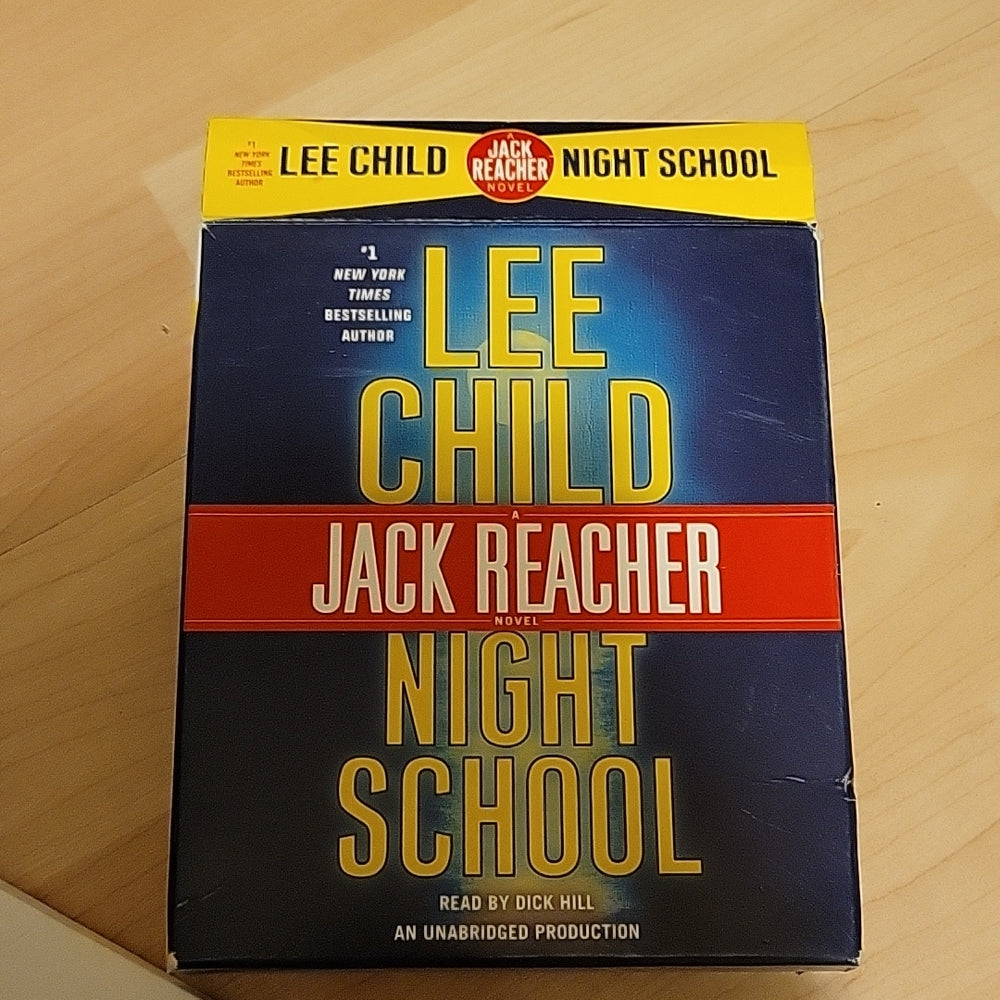 #1
NEW YORK
TIMES
BESTSELLING
AUTHOR
LEE CHILD
A
JACK
REACHER
NOVEL
NIGHT SCHOOL
#1
NEW YORK
TIMES
BESTSELLING
AUTHOR
LEE
CHILD
A
JACK REACHER
NOVEL
NIGHT
SCHOOL
READ BY DICK HILL
AN UNABRIDGED PRODUCTION